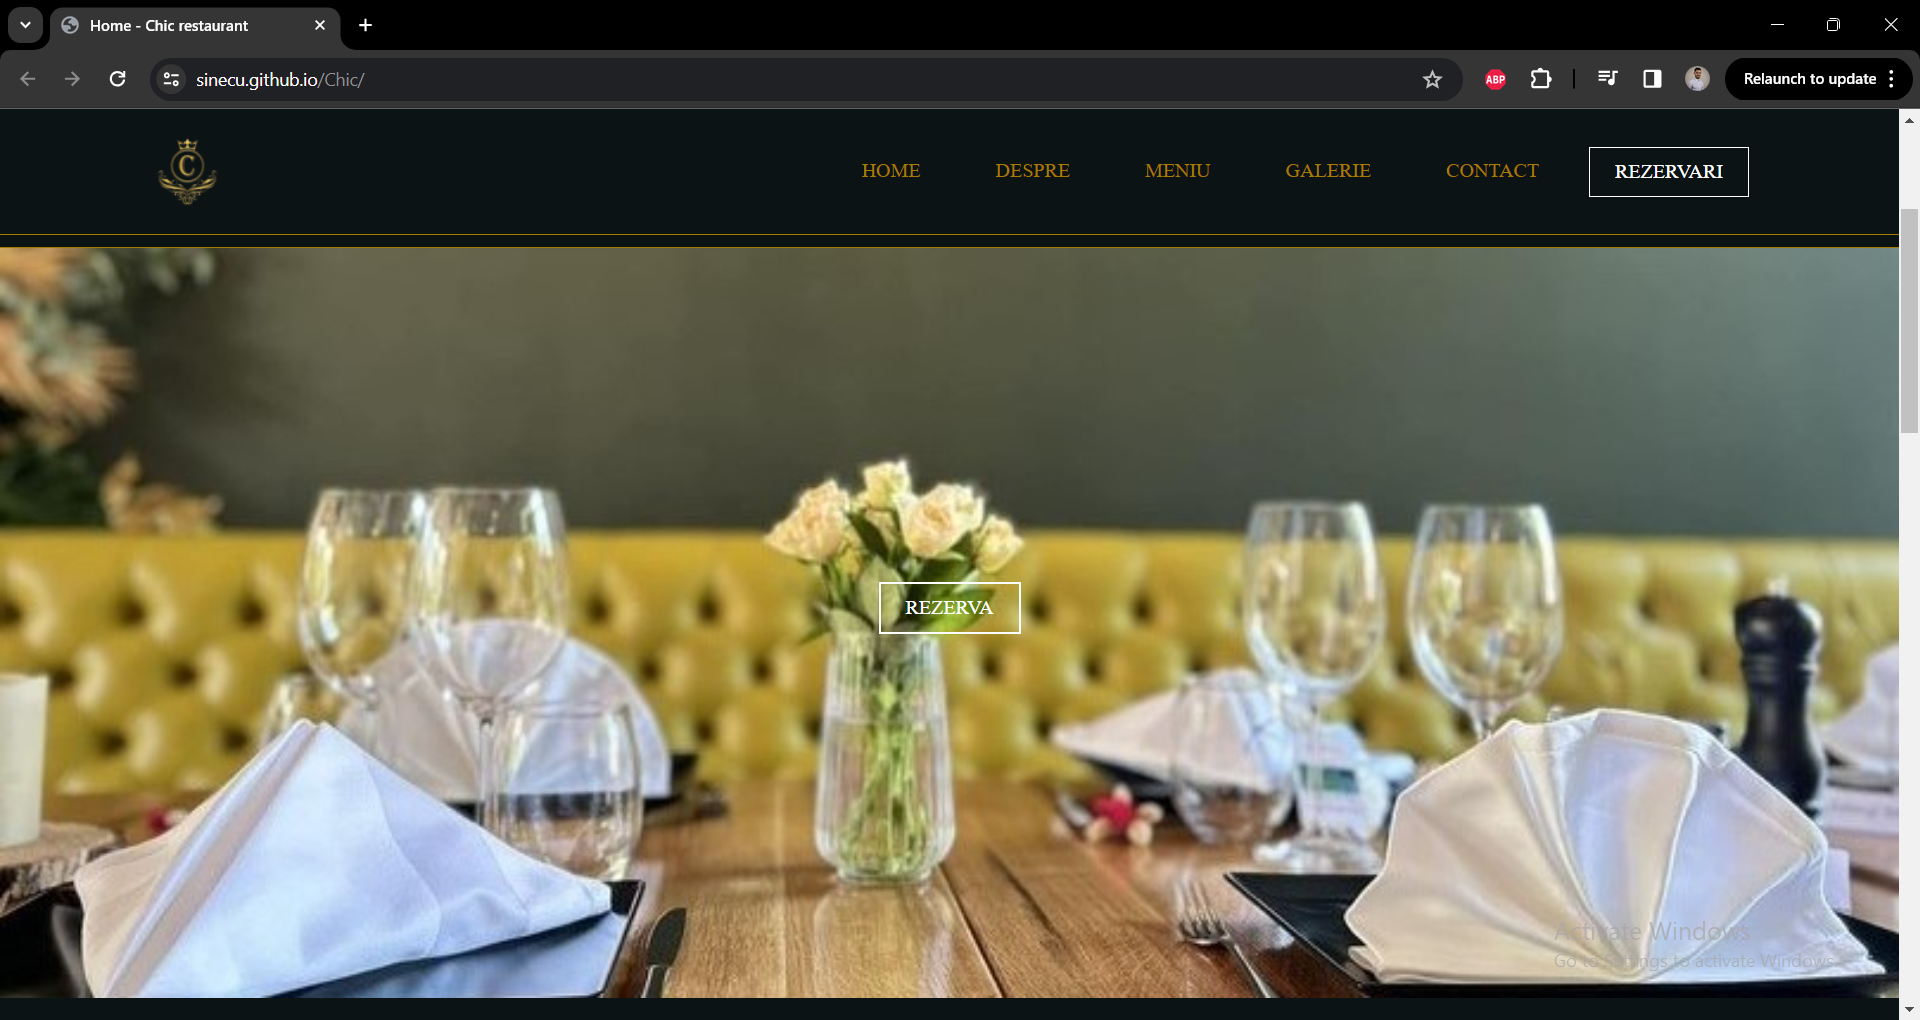 Home - Chic restaurant
sinecu.github.io/Chic/
ABP
Relaunch to update
C
HOME DESPRE MENIU GALERIE CONTACT REZERVARI
REZERVA
Activate Windows
Go to Settings to activate Windows.